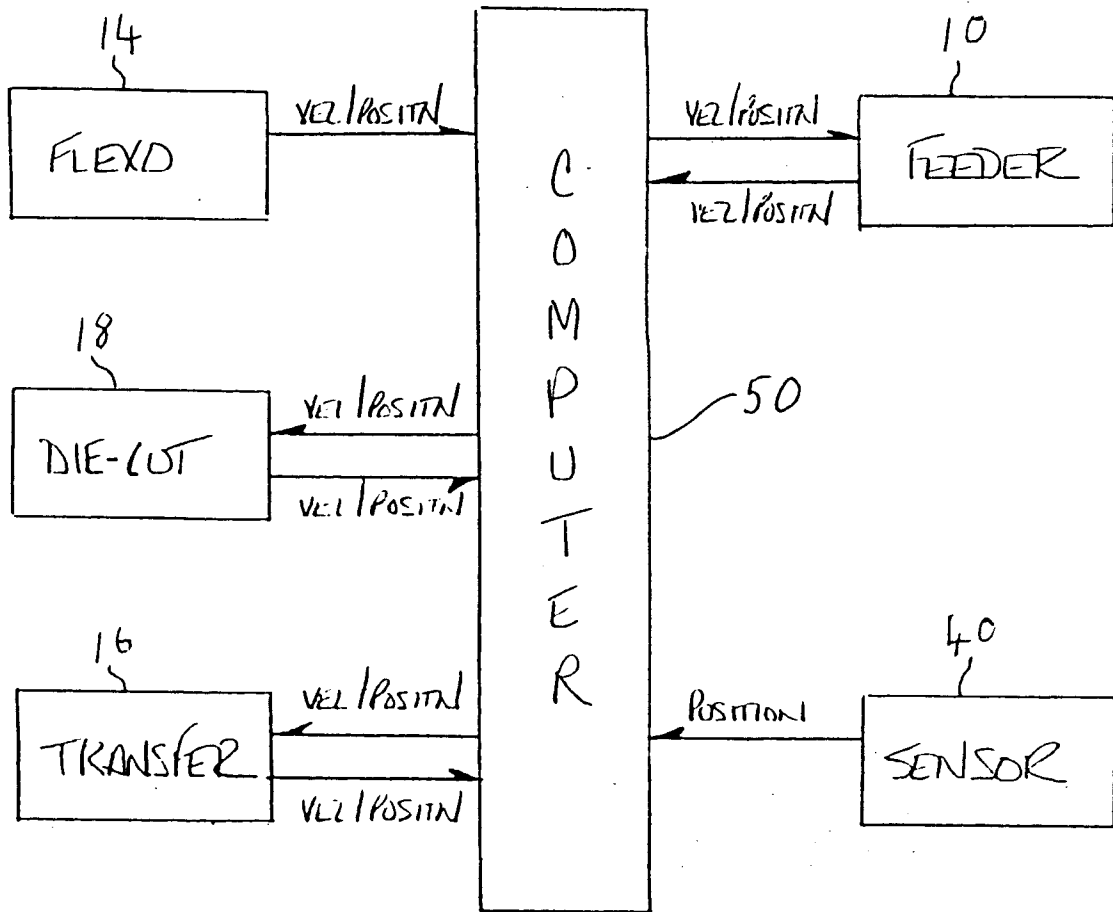 14
FLEXO
VEL/POSITN
10
FEEDER
VEL/POSITN
VEL/POSITN
18
DIE-CUT
VEL/POSITN
VEL/POSITN
COMPUTER
50
16
TRANSFER
VEL/POSITN
VEL/POSITN
40
SENSOR
POSITION